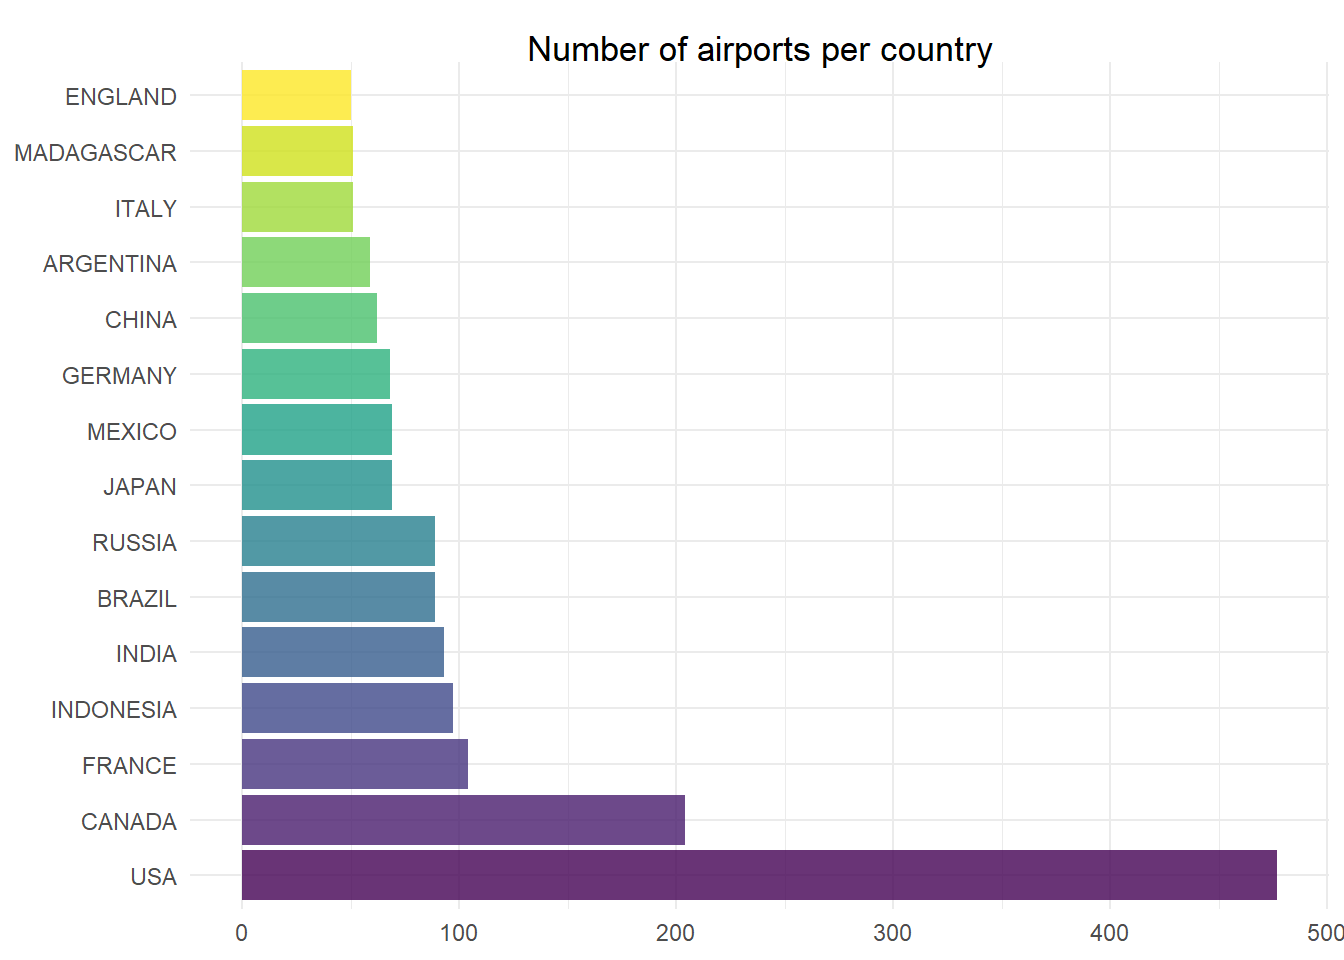 Number of airports per country
ENGLAND
MADAGASCAR
ITALY
ARGENTINA
CHINA
GERMANY
MEXICO
JAPAN
RUSSIA
BRAZIL
INDIA
INDONESIA
FRANCE
CANADA
USA
0 100 200 300 400 500